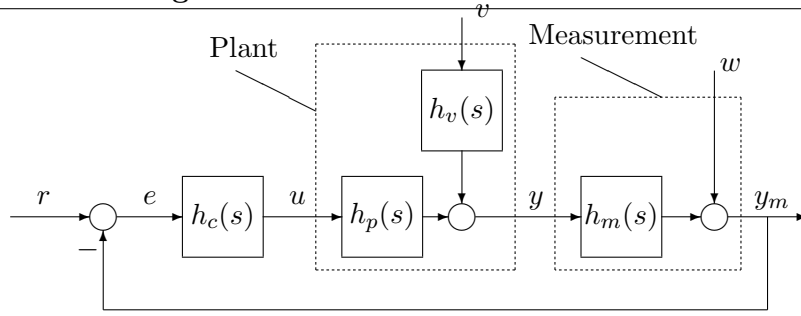 v
Plant
Measurement
w
h_v(s)
r
e
h_c(s)
u
h_p(s)
y
h_m(s)
y_m
−